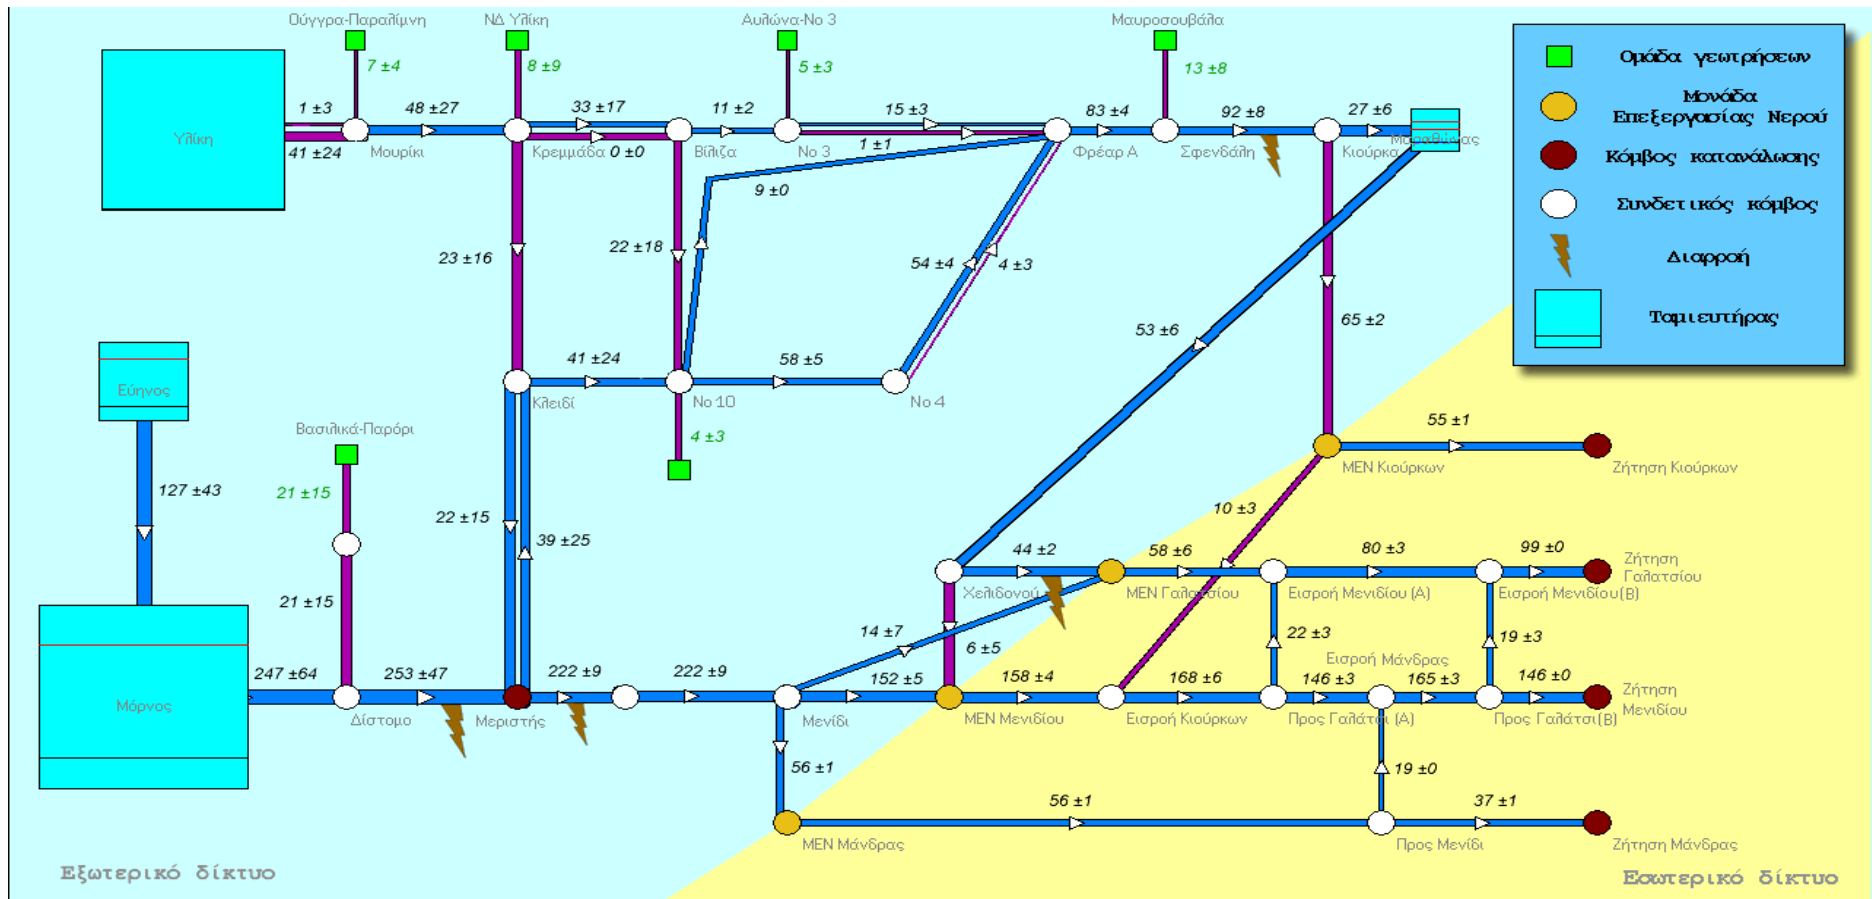 Ούγγρα-Παραλίμνη
ΝΔ Υλίκη
Αυλώνα-Νο 3
Μαυροσουβάλα
7 ±4
8 ±9
5 ±3
13 ±8
Ομάδα γεωτρήσεων
Μονάδα
Επεξεργασίας Νερού
Κόμβος κατανάλωσης
Συνδετικός κόμβος
Διαρροή
Ταμιευτήρας
1 ±3
48 ±27
33 ±17
11 ±2
15 ±3
83 ±4
92 ±8
27 ±6
Υλίκη
41 ±24
Μουρίκι
Κρεμμάδα
0 ±0
Βίλιζα
Νο 3
1 ±1
Φρέαρ Α
Σφενδάλη
Κιούρκα
Μαραθώνας
9 ±0
23 ±16
22 ±18
54 ±4
4 ±3
53 ±6
65 ±2
41 ±24
58 ±5
Εύηνος
Κλειδί
Νο 10
Νο 4
Βασιλικά-Παρόρι
4 ±3
55 ±1
ΜΕΝ Κιούρκων
Ζήτηση Κιούρκων
127 ±43
21 ±15
22 ±15
39 ±25
10 ±3
44 ±2
58 ±6
80 ±3
99 ±0
Ζήτηση
Γαλατσίου
Χελιδονού
ΜΕΝ Γαλατσίου
Εισροή Μενιδίου (Α)
Εισροή Μενιδίου(Β)
21 ±15
14 ±7
6 ±5
22 ±3
19 ±3
Εισροή Μάνδρας
247 ±64
253 ±47
222 ±9
222 ±9
152 ±5
158 ±4
168 ±6
146 ±3
165 ±3
146 ±0
Ζήτηση
Μενιδίου
Μόρνος
Δίστομο
Μεριστής
Μενίδι
ΜΕΝ Μενιδίου
Εισροή Κιούρκων
Προς Γαλάτσι (Α)
Προς Γαλάτσι(Β)
56 ±1
19 ±0
56 ±1
37 ±1
ΜΕΝ Μάνδρας
Προς Μενίδι
Ζήτηση Μάνδρας
Εξωτερικό δίκτυο
Εσωτερικό δίκτυο